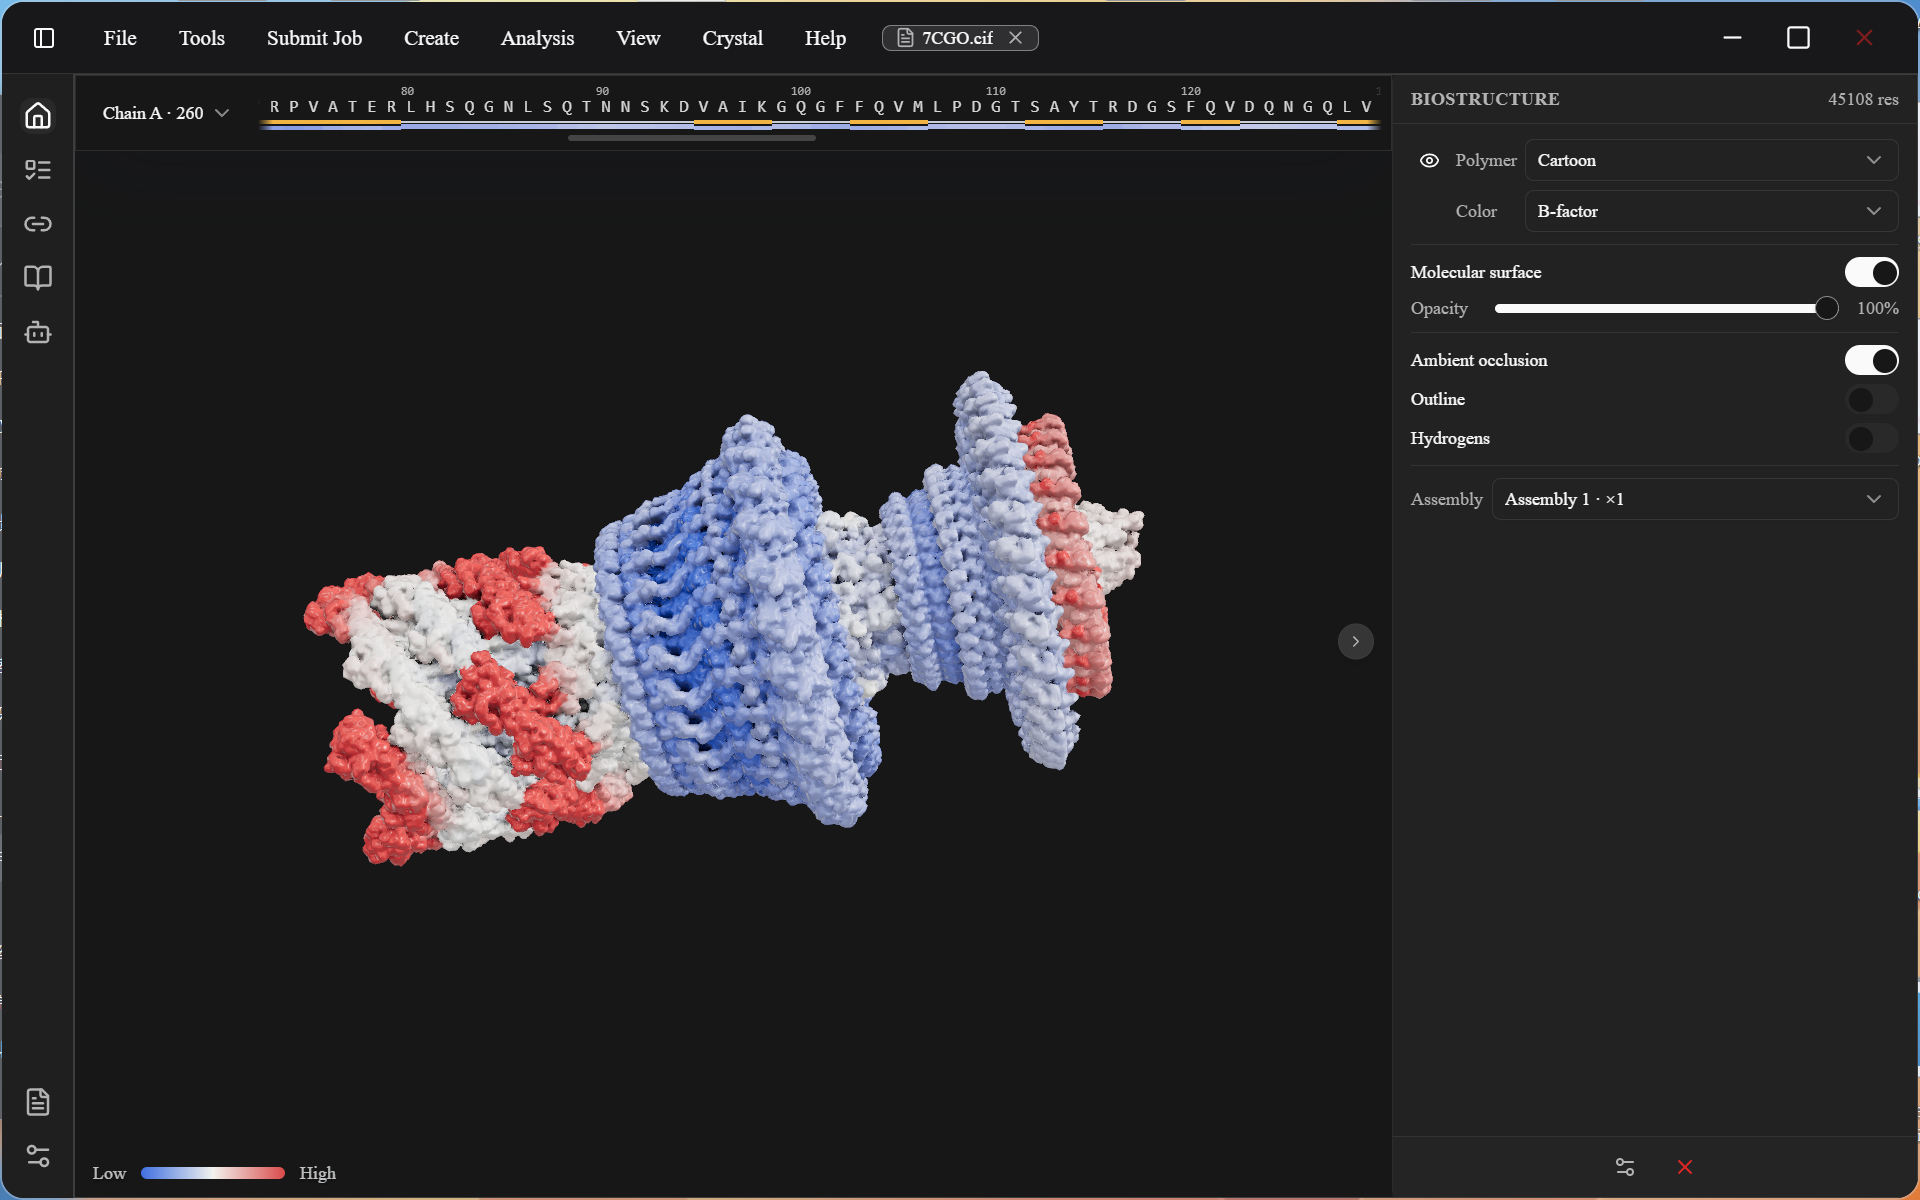 File Tools Submit Job Create Analysis View Crystal Help 7CGO.cif
Chain A · 260
80 90 100 110 120
R P V A T E R L H S Q G N L S Q T N N S K D V A I K G Q G F F Q V M L P D G T S A Y T R D G S F Q V D Q N G Q L V
BIOSTRUCTURE 45108 res
Polymer Cartoon
Color B-factor
Molecular surface
Opacity 100%
Ambient occlusion
Outline
Hydrogens
Assembly Assembly 1 · ×1
Low High